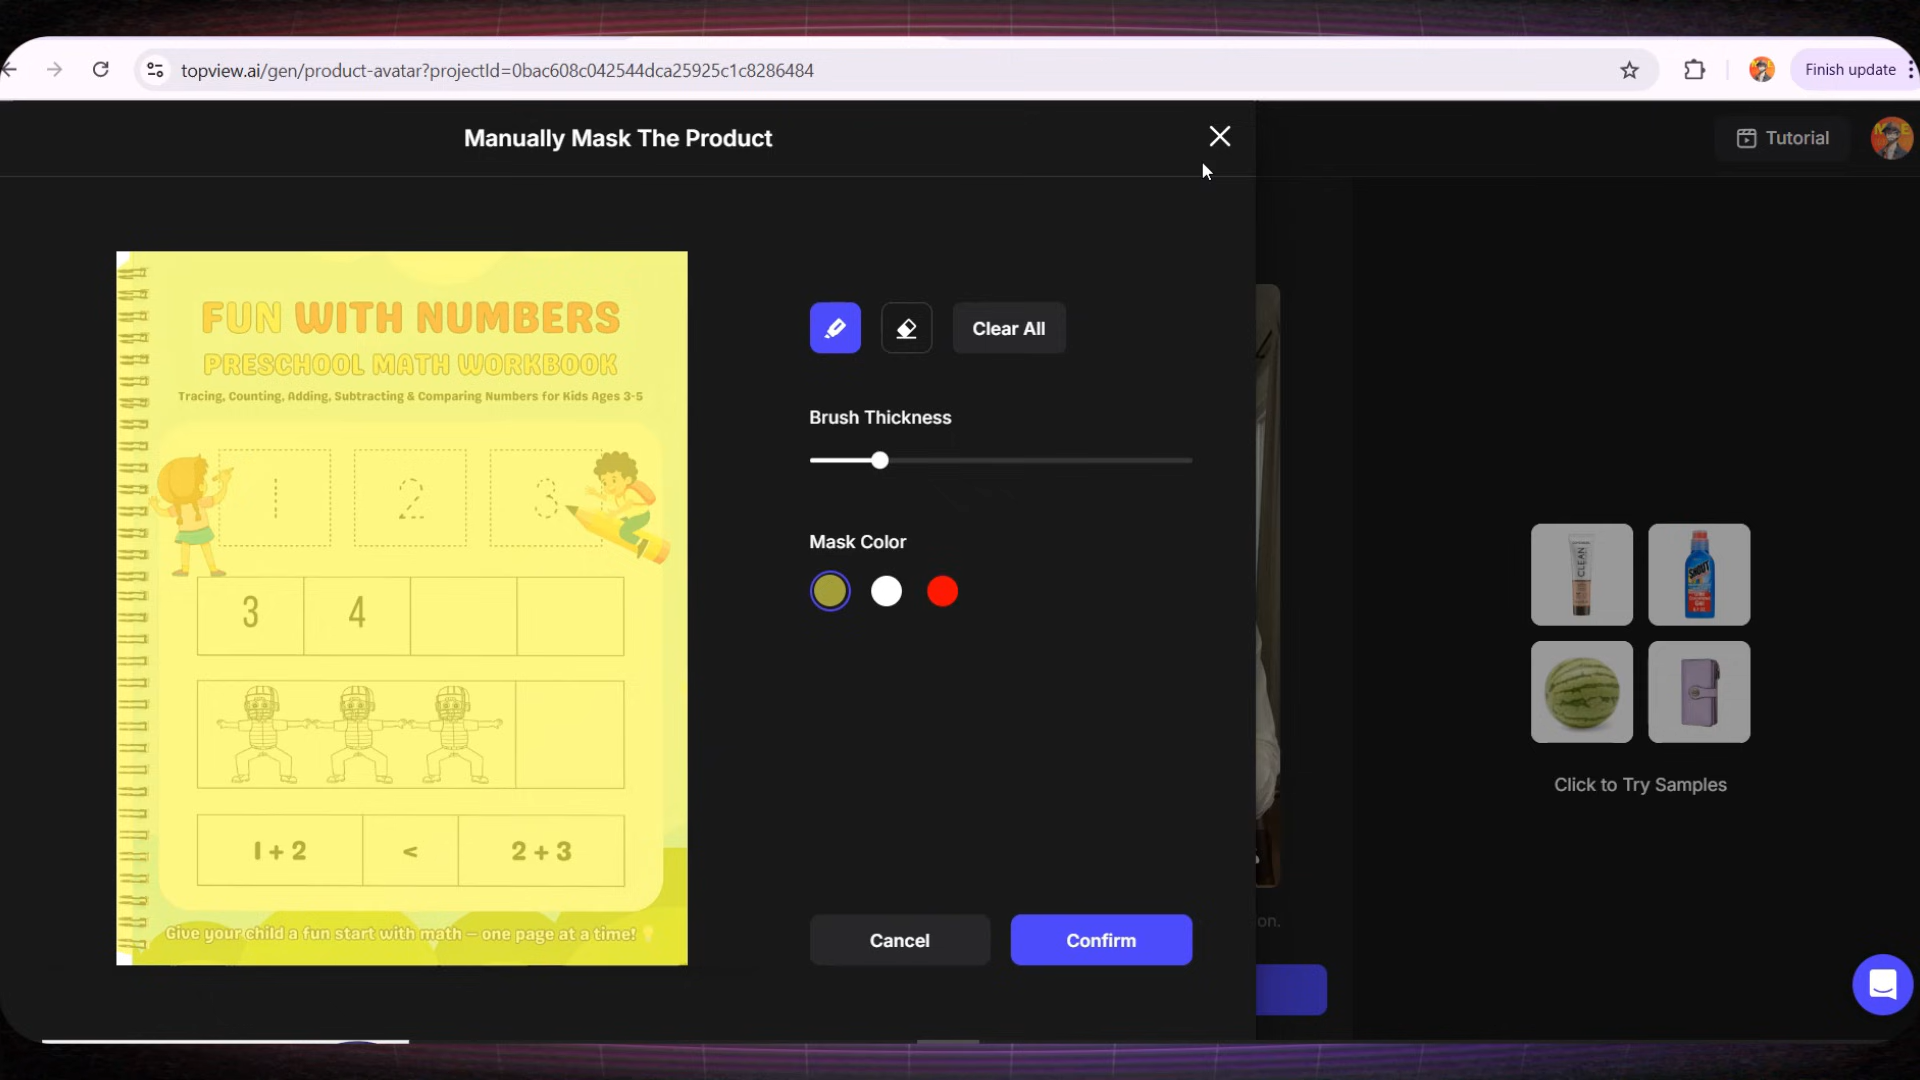 topview.ai/gen/product-avatar?projectId=0bac608c042544dca25925c1c8286484
Finish update
Manually Mask The Product
Tutorial
FUN WITH NUMBERS
PRESCHOOL MATH WORKBOOK
Tracing, Counting, Adding, Subtracting & Comparing Numbers for Kids Ages 3-5
1 2 3
3 4
1 + 2 < 2 + 3
Give your child a fun start with math – one page at a time!
Clear All
Brush Thickness
Mask Color
Cancel
Confirm
on.
CLEAN
SHOUT
Click to Try Samples